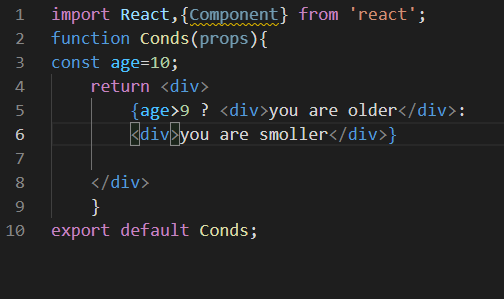 1 import React,{Component} from 'react';
2 function Conds(props){
3 const age=10;
4 return <div>
5 {age>9 ? <div>you are older</div>:
6 <div>you are smoller</div>}
7
8 </div>
9 }
10 export default Conds;